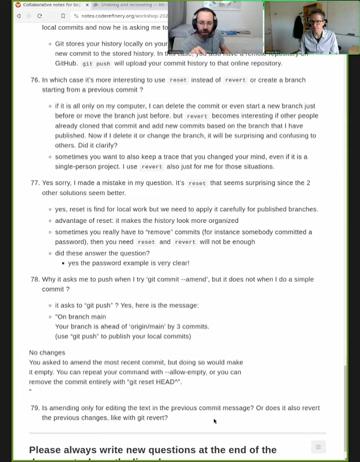 Collaborative notes for b
Undoing and recovering — M
notes.coderefinery.org/workshop-202
local commits and now he is asking me to
Git stores your history locally on your
new commit to the stored history. In this case,
GitHub. git push will upload your commit history to that online repository.
76. In which case it's more interesting to use reset instead of revert or create a branch
starting from a previous commit ?
if it is all only on my computer, I can delete the commit or even start a new branch just
before or move the branch just before. but revert becomes interesting if other people
already cloned that commit and add new commits based on the branch that I have
published. Now if I delete it or change the branch, it will be surprising and confusing to
others. Did it clarify?
sometimes you want to also keep a trace that you changed your mind, even if it is a
single-person project. I use revert also just for me for those situations.
77. Yes sorry, I made a mistake in my question. It's reset that seems surprising since the 2
other solutions seem better.
yes, reset is find for local work but we need to apply it carefully for published branches.
advantage of reset: it makes the history look more organized
sometimes you really have to "remove" commits (for instance somebody committed a
password), then you need reset and revert will not be enough
did these answer the question?
yes the password example is very clear!
78. Why it asks me to push when I try 'git commit --amend', but it does not when I do a simple
commit ?
it asks to "git push" ? Yes, here is the message:
"On branch main
Your branch is ahead of 'origin/main' by 3 commits.
(use "git push" to publish your local commits)
No changes
You asked to amend the most recent commit, but doing so would make
it empty. You can repeat your command with --allow-empty, or you can
remove the commit entirely with "git reset HEAD^".
"
79. Is amending only for editing the text in the previous commit message? Or does it also revert
the previous changes, like with git revert?
Please always write new questions at the end of the